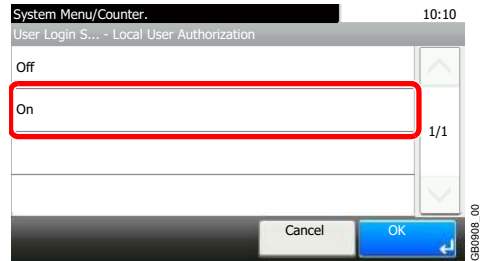 System Menu/Counter.
10:10
User Login S... - Local User Authorization
Off
On
1/1
Cancel
OK
GB0908_00